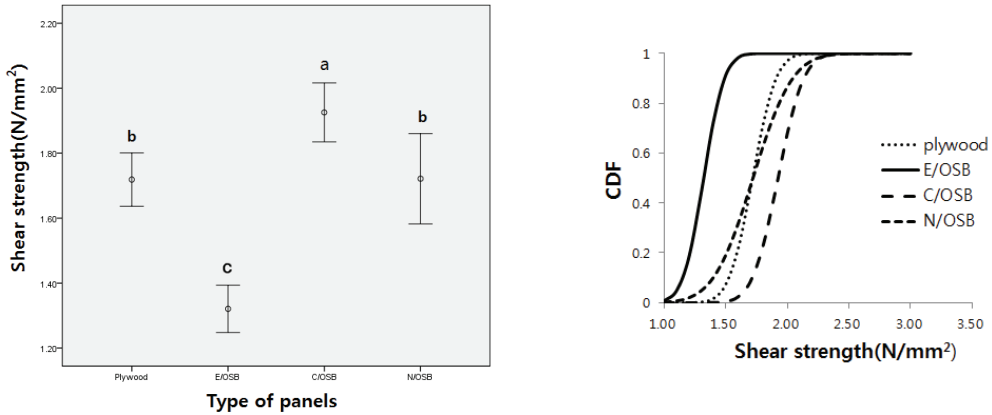 2.20
2.00
1.80
1.60
1.40
1.20
Shear strength(N/mm²)
b
c
a
b
Plywood
E/OSB
C/OSB
N/OSB
Type of panels
1
0.8
0.6
0.4
0.2
0
CDF
1.00
1.50
2.00
2.50
3.00
3.50
Shear strength(N/mm²)
plywood
E/OSB
C/OSB
N/OSB